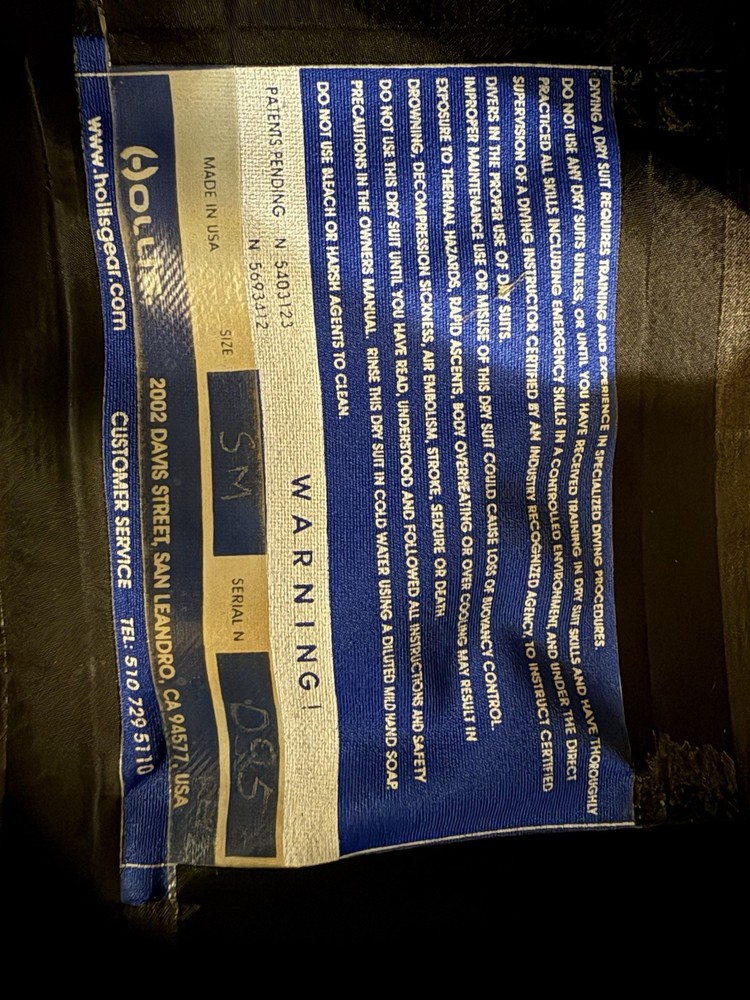 DIVING A DRY SUIT REQUIRES TRAINING AND EXPERIENCE IN SPECIALIZED DIVING PROCEDURES.
DO NOT USE ANY DRY SUITS UNLESS, OR UNTIL YOU HAVE RECEIVED TRAINING IN DRY SUIT SKILLS AND HAVE THOROUGHLY
PRACTICED ALL SKILLS INCLUDING EMERGENCY SKILLS IN A CONTROLLED ENVIRONMENT, AND UNDER THE DIRECT
SUPERVISION OF A DIVING INSTRUCTOR CERTIFIED BY AN INDUSTRY RECOGNIZED AGENCY, TO INSTRUCT CERTIFIED
DIVERS IN THE PROPER USE OF DRY SUITS.
IMPROPER MAINTENANCE USE OR MISUSE OF THIS DRY SUIT COULD CAUSE LOSS OF BUOYANCY CONTROL.
EXPOSURE TO THERMAL HAZARDS, RAPID ASCENTS, BODY OVERHEATING OR OVER COOLING MAY RESULT IN
DROWNING, DECOMPRESSION SICKNESS, AIR EMBOLISM, STROKE, SEIZURE OR DEATH.
DO NOT USE THIS DRY SUIT UNTIL YOU HAVE READ, UNDERSTOOD AND FOLLOWED ALL INSTRUCTIONS AND SAFETY
PRECAUTIONS IN THE OWNERS MANUAL. RINSE THIS DRY SUIT IN COLD WATER USING A DILUTED MILD HAND SOAP.
DO NOT USE BLEACH OR HARSH AGENTS TO CLEAN.
WARNING!
PATENTS PENDING N 5403123
N 5693412
MADE IN USA SIZE SM SERIAL N 085
HOLLIS 2002 DAVIS STREET, SAN LEANDRO, CA 94577, USA
www.hollisgear.com CUSTOMER SERVICE TEL: 510 729 5110